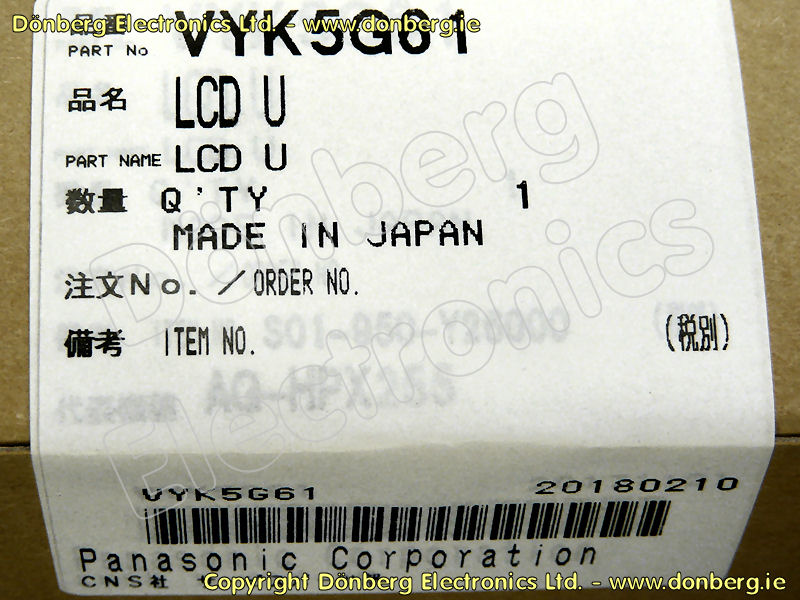 Dönberg Electronics Ltd. - www.donberg.ie
PART No VYK5G61
品名 LCD U
PART NAME LCD U
数量 Q'TY 1
MADE IN JAPAN
注文No. / ORDER NO.
備考 ITEM NO. (税別)
Dönberg Electronics
VYK5G61 20180210
Panasonic Corporation
CNS社
Copyright Dönberg Electronics Ltd. - www.donberg.ie